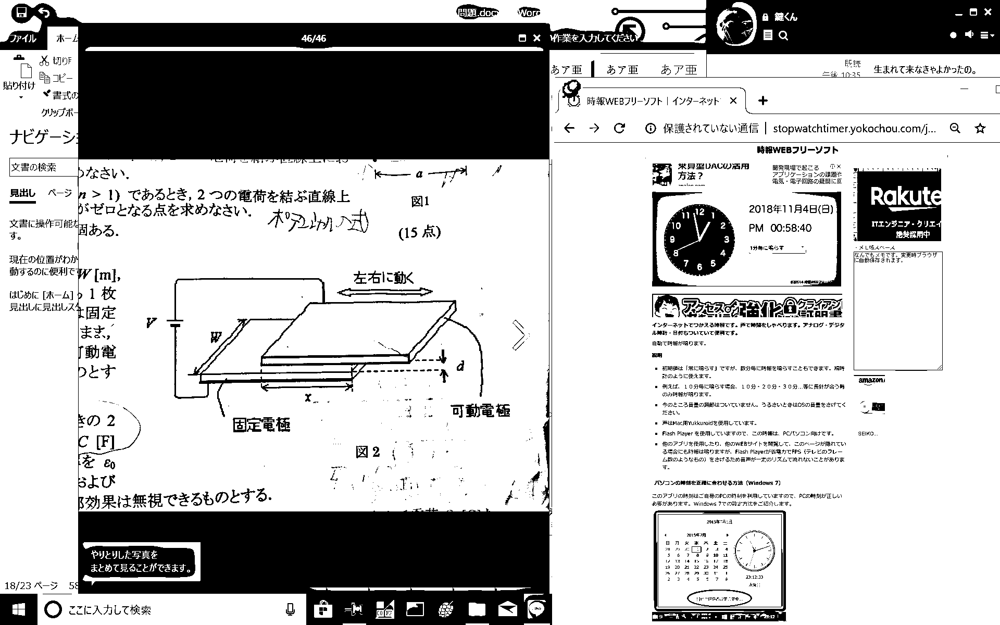 問題.docx
Word
ファイル
ホーム
作業を入力してください
貼り付け
コピー
書式の
クリップボー
ナビゲーシ
文書の検索
見出し ページ
文書に操作可能な
す。
現在の位置がわか
動するのに便利で
はじめに [ホーム]
見出しに見出しスタ
18/23 ページ 58
ここに入力して検索
46/46
めなさい.
a
n > 1) であるとき, 2 つの電荷を結ぶ直線上
がゼロとなる点を求めなさい.
図1
固ある.
(15 点)
W [m],
1 枚
は固定
ます,
可動電
のとす
左右に動く
V
W
d
x
固定電極
可動電極
図 2
きの 2
C [F]
を ε0
および
部効果は無視できるものとする.
やりとりした写真を
まとめて見ることができます。
LINE
鍵くん
あア亜 あア亜 あア亜
既読
午後 10:35
生まれて来なきゃよかったの。
時報WEBフリーソフト | インターネット
保護されていない通信 | stopwatchtimer.yokochou.com/j...
時報WEBフリーソフト
乗算型DACの活用
方法?
開発現場で起こる
アプリケーションの課題や
電気・電子回路の疑問に回
2018年11月4日(日)
PM 00:58:40
1分毎に鳴らす
12 1 2 3 4 5 6 7 8 9 10 11
Rakute
ITエンジニア・クリエイ
絶賛採用中
なんでもメモです。変更時ブラウザ
に自動保存されます。
アクセス
強化
クライアン
インターネットでつかえる時報です。声で時間をしゃべります。アナログ・デジタ
ル時計・日付もついていて便利です。
自動で時報が鳴ります。
説明
初期値は「常に鳴らす」ですが、数分毎に時報を鳴らすこともできます。鳩時
計のように使えます。
例えば、10分毎に鳴らす場合、10分・20分・30分...等に長針が合う時
のみ時報が鳴ります。
今のところ音量の調節はついていません。うるさいときはOSの音量をさげてく
ださい。
声はMac用Yukkuroidを使用しています。
Flash Player を使用していますので、この時報は、PCパソコン向けです。
他のアプリを使用したり、他のWEBサイトを閲覧して、このページが隠れてい
る場合にも時報は鳴りますが、Flash Playerが省電力でFPS(テレビのフレー
ム数のようなもの)をさげるため音声が一定のリズムで流れないことがありま
す。
amazon.
SEIKO...
パソコンの時刻を正確に合わせる方法(Windows 7)
このアプリの時刻はご自身のPCの時刻を利用していますので、PCの時刻が正しい
必要があります。Windows 7での設定方法をご紹介します。
2015年7月
23:12:33
水曜日